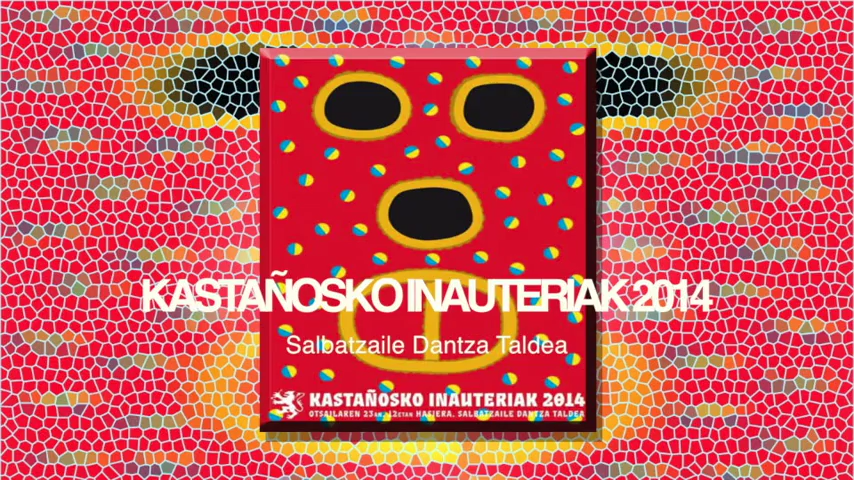 KASTAÑOSKO INAUTERIAK 2014
Salbatzaile Dantza Taldea
KASTAÑOSKO INAUTERIAK 2014
OTSAILAREN 23AN, 12ETAN HASIERA. SALBATZAILE DANTZA TALDEA